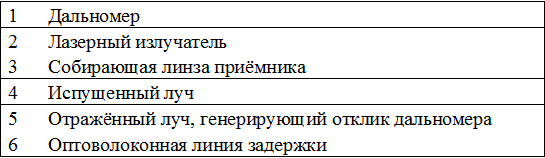 1 Дальномер
2 Лазерный излучатель
3 Собирающая линза приёмника
4 Испущенный луч
5 Отражённый луч, генерирующий отклик дальномера
6 Оптоволоконная линия задержки